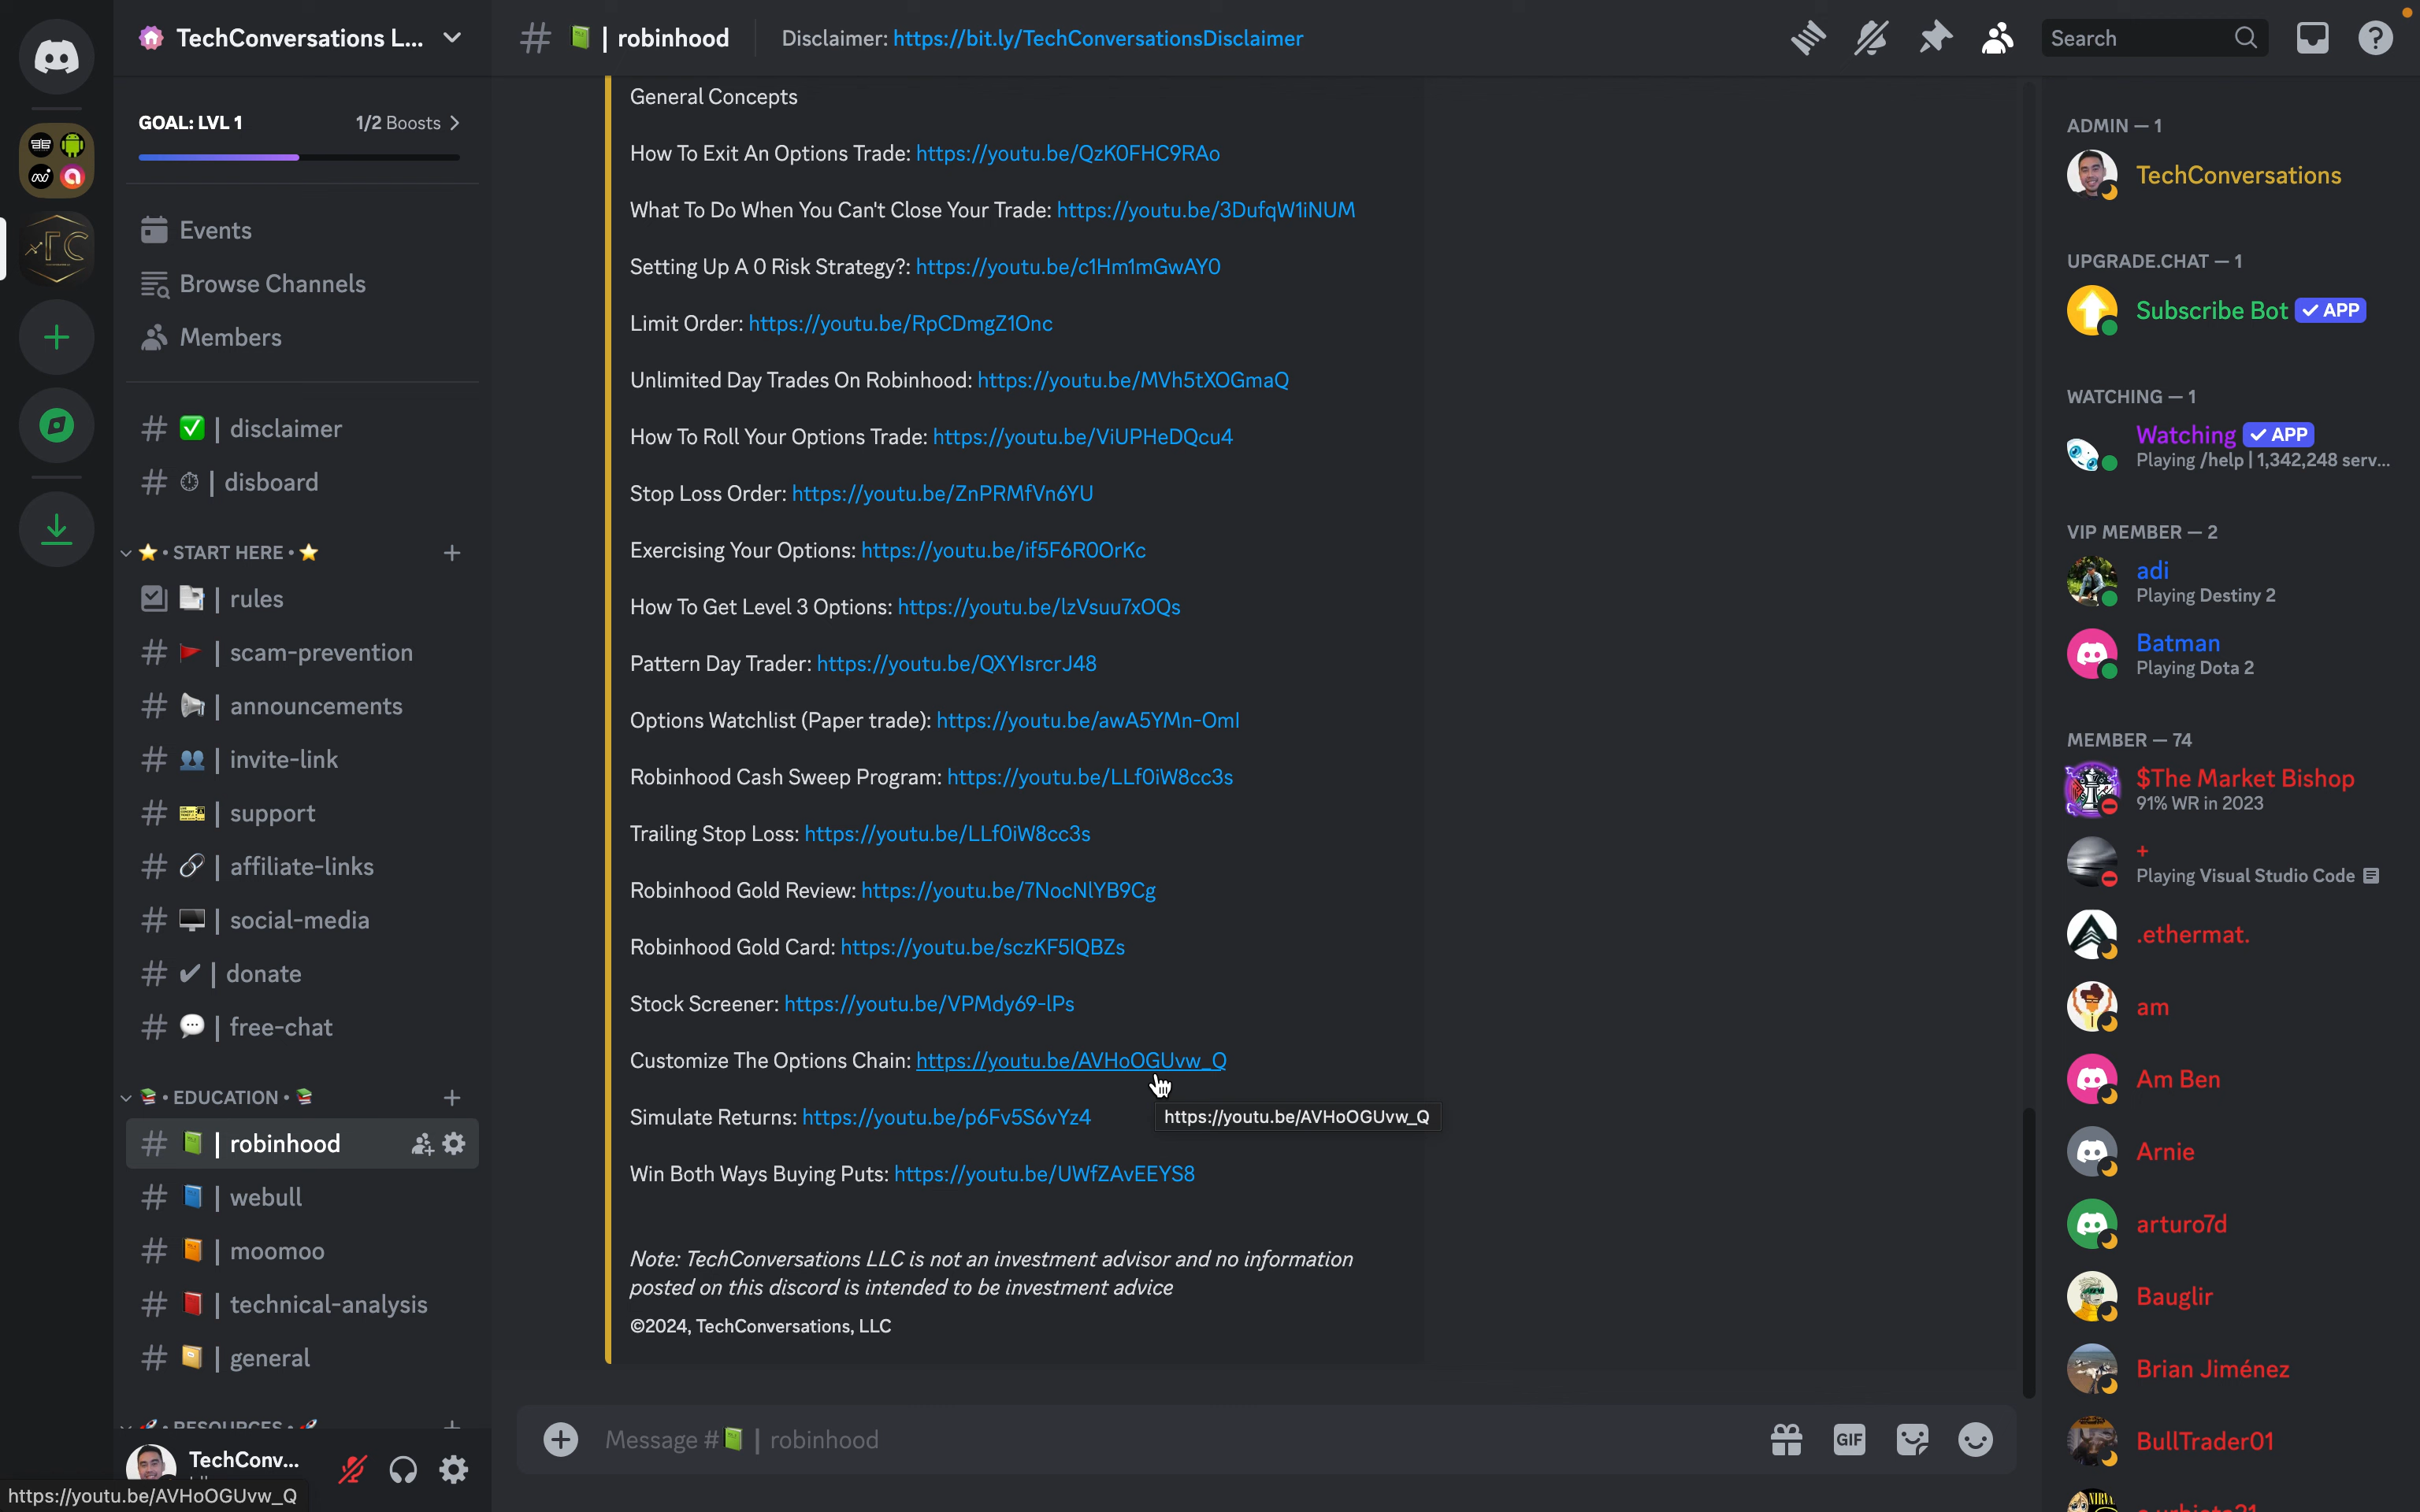 TechConversations L...
GOAL: LVL 1
1/2 Boosts
Events
Browse Channels
Members
# ✅ | disclaimer
# ⏱ | disboard
⭐ • START HERE • ⭐
| rules
# 🚩 | scam-prevention
# 📢 | announcements
# 👥 | invite-link
# 🎫 | support
# 🔗 | affiliate-links
# 🖥 | social-media
# ✔ | donate
# 💬 | free-chat
📚 • EDUCATION • 📚
# 📗 | robinhood
# 📘 | webull
# 📙 | moomoo
# 📕 | technical-analysis
# 📔 | general
🚀 • RESOURCES • 🚀
TechConv...
https://youtu.be/AVHoOGUvw_Q
# 📗 | robinhood
Disclaimer: https://bit.ly/TechConversationsDisclaimer
Search
General Concepts
How To Exit An Options Trade: https://youtu.be/QzK0FHC9RAo
What To Do When You Can't Close Your Trade: https://youtu.be/3DufqW1iNUM
Setting Up A 0 Risk Strategy?: https://youtu.be/c1Hm1mGwAY0
Limit Order: https://youtu.be/RpCDmgZ1Onc
Unlimited Day Trades On Robinhood: https://youtu.be/MVh5tXOGmaQ
How To Roll Your Options Trade: https://youtu.be/ViUPHeDQcu4
Stop Loss Order: https://youtu.be/ZnPRMfVn6YU
Exercising Your Options: https://youtu.be/if5F6R0OrKc
How To Get Level 3 Options: https://youtu.be/lzVsuu7xOQs
Pattern Day Trader: https://youtu.be/QXYIsrcrJ48
Options Watchlist (Paper trade): https://youtu.be/awA5YMn-OmI
Robinhood Cash Sweep Program: https://youtu.be/LLf0iW8cc3s
Trailing Stop Loss: https://youtu.be/LLf0iW8cc3s
Robinhood Gold Review: https://youtu.be/7NocNlYB9Cg
Robinhood Gold Card: https://youtu.be/sczKF5IQBZs
Stock Screener: https://youtu.be/VPMdy69-lPs
Customize The Options Chain: https://youtu.be/AVHoOGUvw_Q
Simulate Returns: https://youtu.be/p6Fv5S6vYz4
https://youtu.be/AVHoOGUvw_Q
Win Both Ways Buying Puts: https://youtu.be/UWfZAvEEYS8
Note: TechConversations LLC is not an investment advisor and no information
posted on this discord is intended to be investment advice
©2024, TechConversations, LLC
Message #📗 | robinhood
GIF
ADMIN — 1
TechConversations
UPGRADE.CHAT — 1
Subscribe Bot ✓ APP
WATCHING — 1
Watching ✓ APP
Playing /help | 1,342,248 serv...
VIP MEMBER — 2
adi
Playing Destiny 2
Batman
Playing Dota 2
MEMBER — 74
$The Market Bishop
91% WR in 2023
+
Playing Visual Studio Code
.ethermat.
am
Am Ben
Arnie
arturo7d
Bauglir
Brian Jiménez
BullTrader01